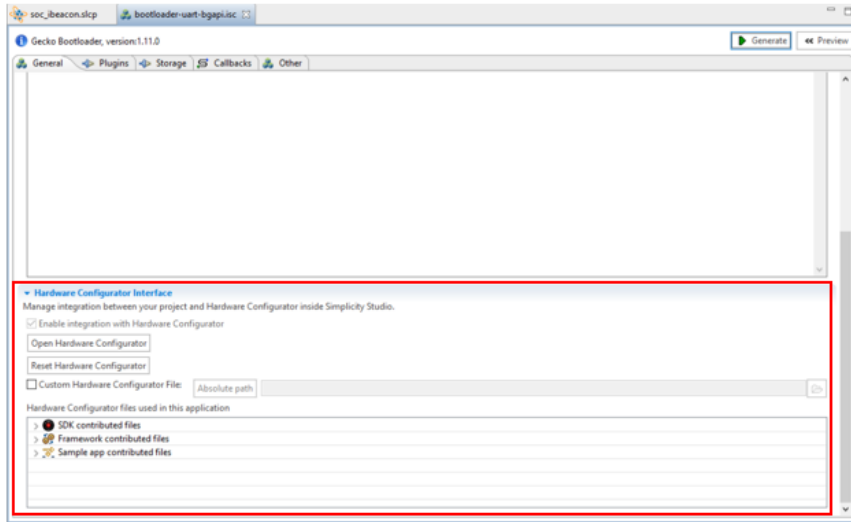 soc_ibeacon.slcp bootloader-uart-bgapi.isc
Gecko Bootloader, version:1.11.0 Generate Preview
General Plugins Storage Callbacks Other
Hardware Configurator Interface
Manage integration between your project and Hardware Configurator inside Simplicity Studio.
Enable integration with Hardware Configurator
Open Hardware Configurator
Reset Hardware Configurator
Custom Hardware Configurator File: Absolute path
Hardware Configurator files used in this application
SDK contributed files
Framework contributed files
Sample app contributed files